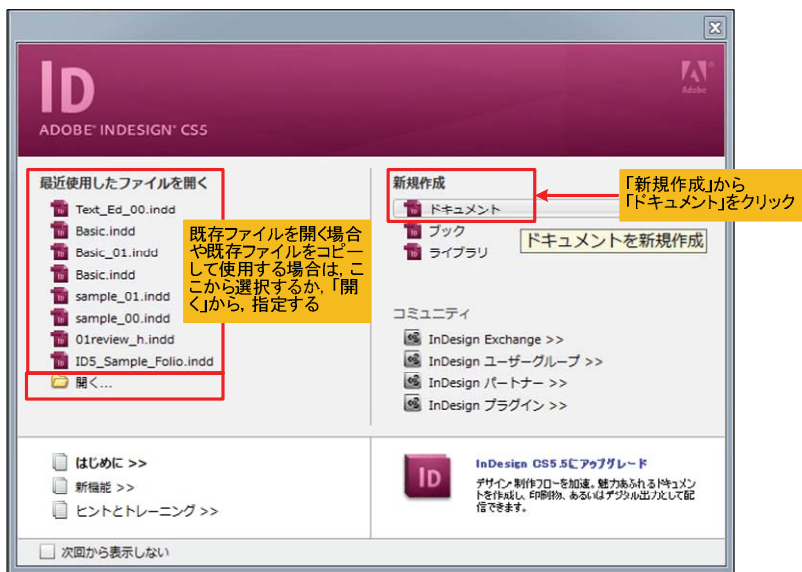 ID
ADOBE® INDESIGN® CS5
Adobe
最近使用したファイルを開く
Text_Ed_00.indd
Basic.indd
Basic_01.indd
Basic.indd
sample_01.indd
sample_00.indd
01review_h.indd
ID5_Sample_Folio.indd
開く...
既存ファイルを開く場合
や既存ファイルをコピー
して使用する場合は，こ
こから選択するか，「開
く」から，指定する
新規作成
ドキュメント
ブック
ライブラリ
「新規作成」から
「ドキュメント」をクリック
ドキュメントを新規作成
コミュニティ
InDesign Exchange >>
InDesign ユーザーグループ >>
InDesign パートナー >>
InDesign プラグイン >>
はじめに >>
新機能 >>
ヒントとトレーニング >>
ID
InDesign CS5.5にアップグレード
デザイン・制作フローを加速。魅力あふれるドキュメン
トを作成し、印刷物、あるいはデジタル出力として配
信できます。
次回から表示しない